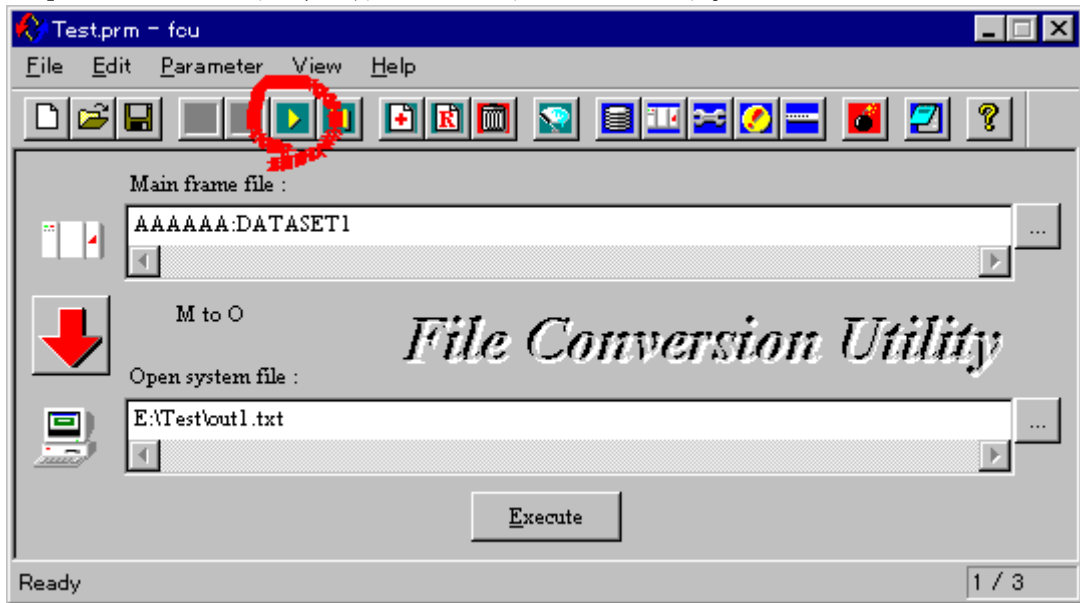 Test.prm - fcu
File Edit Parameter View Help
R
?
Main frame file :
AAAAAA:DATASET1
...
M to O
File Conversion Utility
Open system file :
E:\Test\out1.txt
...
Execute
Ready
1 / 3